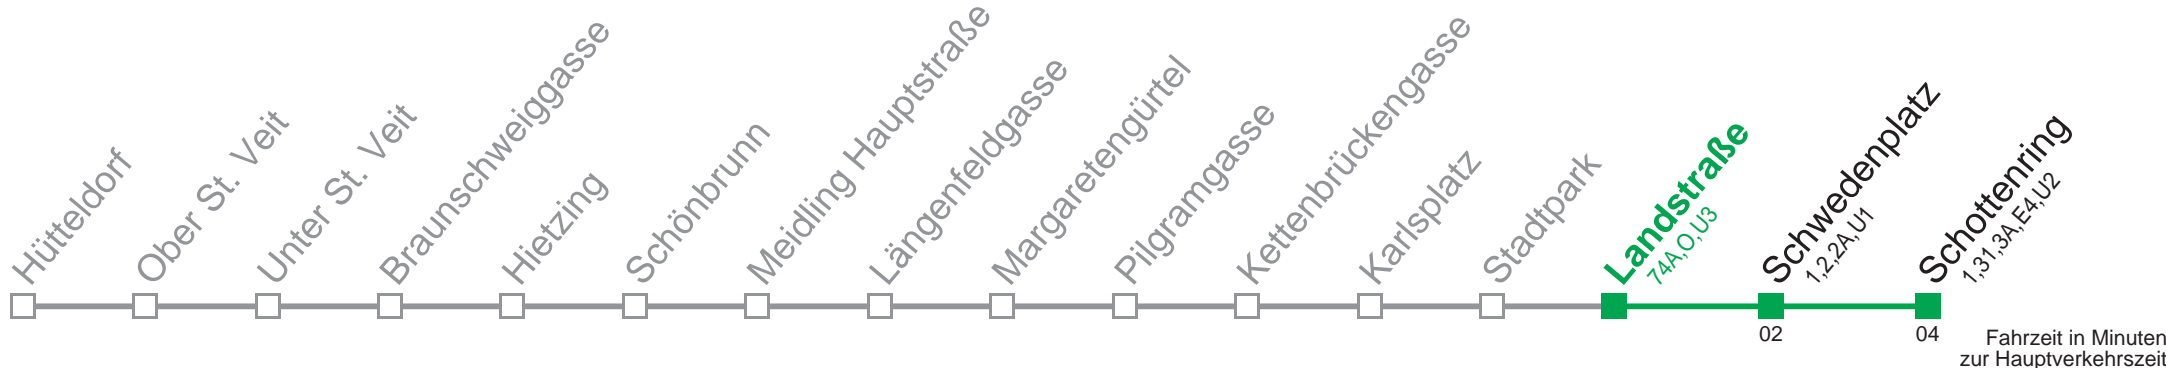 Hütteldorf
Ober St. Veit
Unter St. Veit
Braunschweiggasse
Hietzing
Schönbrunn
Meidling Hauptstraße
Längenfeldgasse
Margaretengürtel
Pilgramgasse
Kettenbrückengasse
Karlsplatz
Stadtpark
Landstraße
74A,O,U3
Schwedenplatz
1,2,2A,U1
Schottenring
1,31,3A,E4,U2
02
04
Fahrzeit in Minuten
zur Hauptverkehrszeit